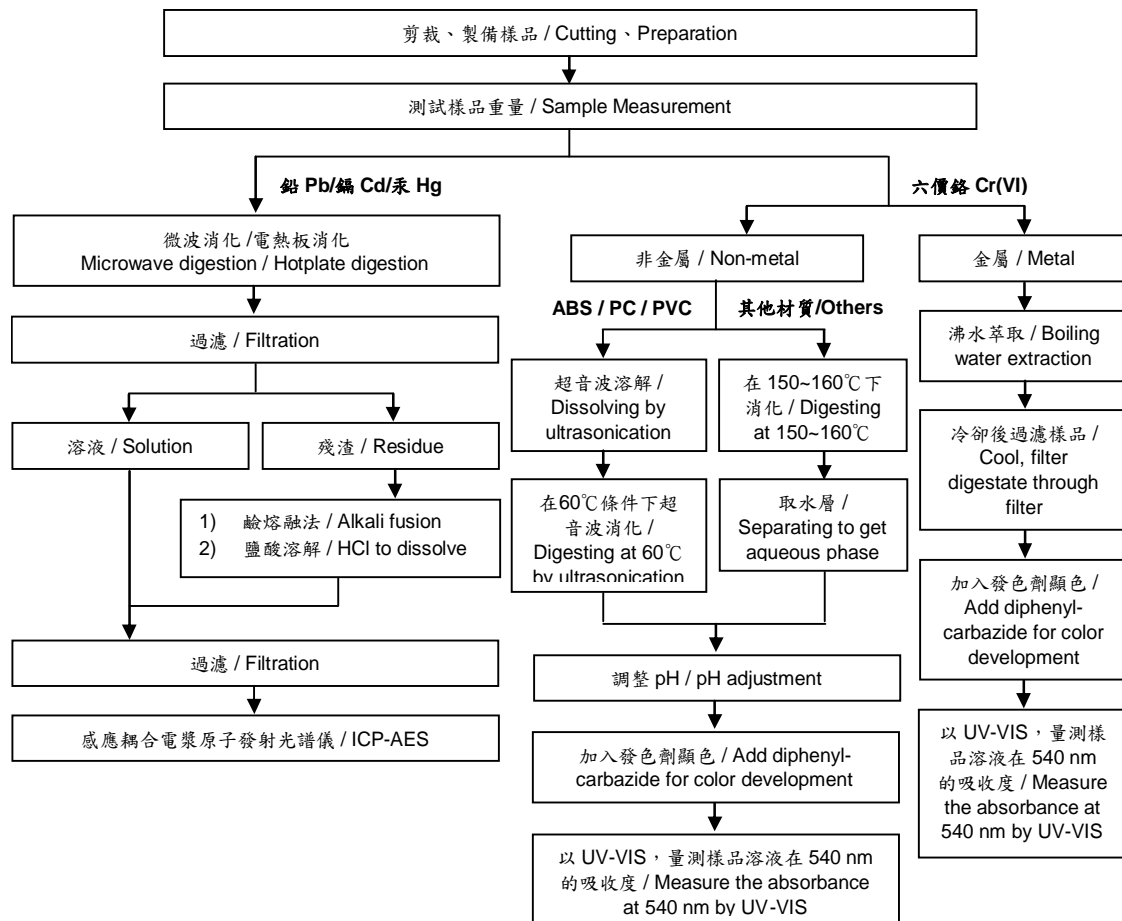 剪裁、製備樣品 / Cutting、Preparation
測試樣品重量 / Sample Measurement
鉛 Pb/鎘 Cd/汞 Hg
六價鉻 Cr(VI)
微波消化 /電熱板消化
Microwave digestion / Hotplate digestion
非金屬 / Non-metal
金屬 / Metal
ABS / PC / PVC
其他材質/Others
過濾 / Filtration
超音波溶解 /
Dissolving by
ultrasonication
在 150~160℃下
消化 / Digesting
at 150~160℃
沸水萃取 / Boiling
water extraction
溶液 / Solution
殘渣 / Residue
冷卻後過濾樣品 /
Cool, filter
digestate through
filter
1) 鹼熔融法 / Alkali fusion
2) 鹽酸溶解 / HCl to dissolve
在60℃條件下超
音波消化 /
Digesting at 60℃
by ultrasonication
取水層 /
Separating to get
aqueous phase
加入發色劑顯色 /
Add diphenyl-
carbazide for color
development
過濾 / Filtration
調整 pH / pH adjustment
感應耦合電漿原子發射光譜儀 / ICP-AES
加入發色劑顯色 / Add diphenyl-
carbazide for color development
以 UV-VIS，量測樣
品溶液在 540 nm
的吸收度 / Measure
the absorbance at
540 nm by UV-VIS
以 UV-VIS，量測樣品溶液在 540 nm
的吸收度 / Measure the absorbance
at 540 nm by UV-VIS